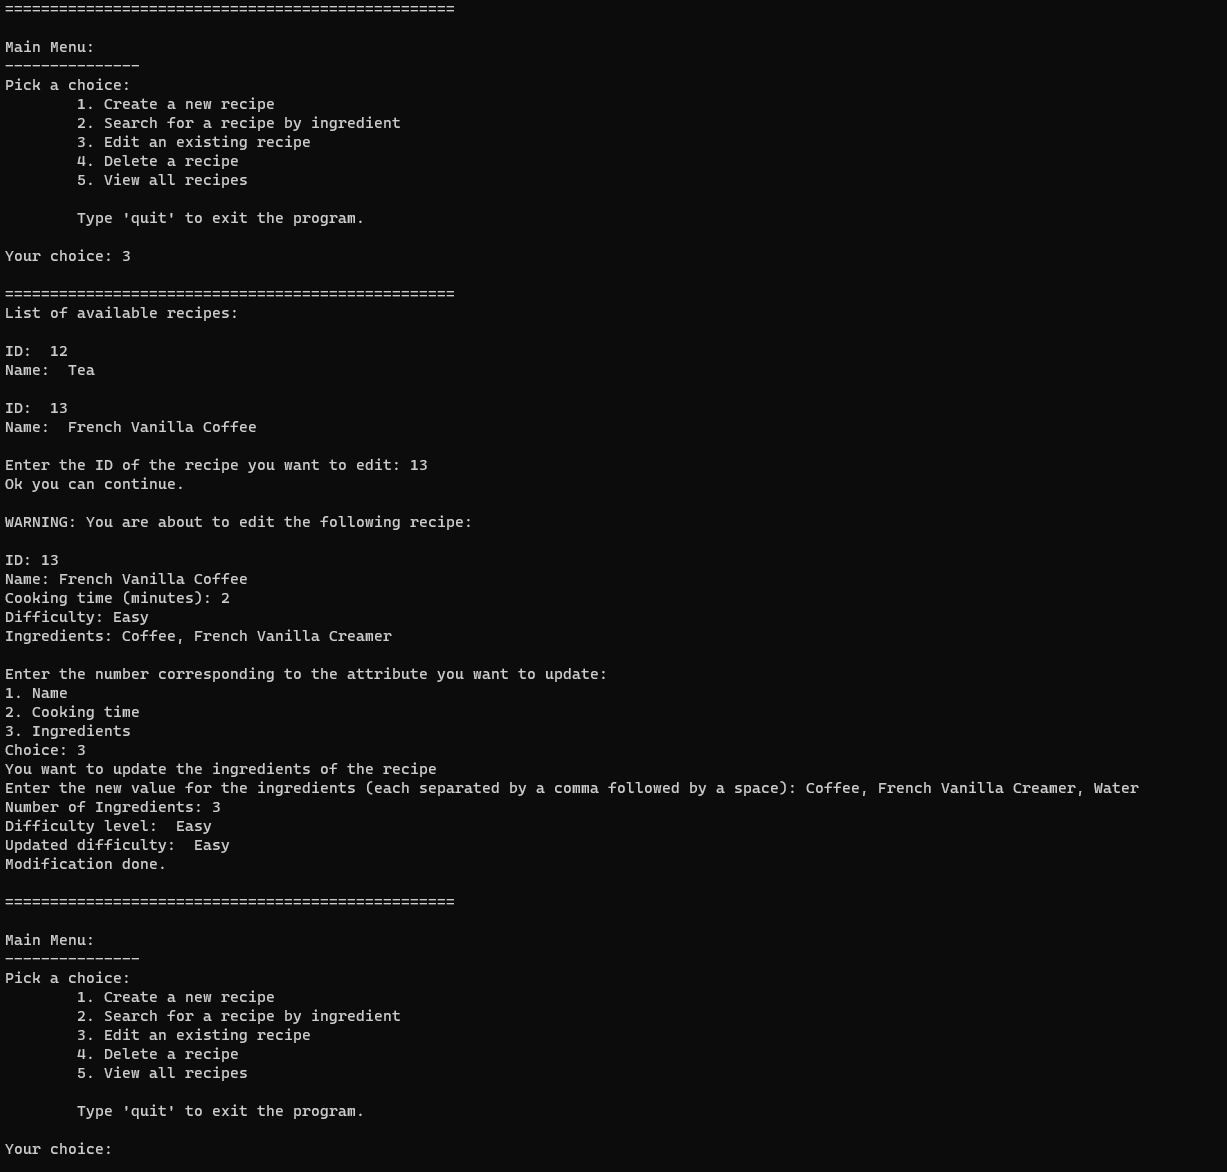 ==================================================
Main Menu:
---------------
Pick a choice:
1. Create a new recipe
2. Search for a recipe by ingredient
3. Edit an existing recipe
4. Delete a recipe
5. View all recipes
Type 'quit' to exit the program.
Your choice: 3
==================================================
List of available recipes:
ID:  12
Name:  Tea
ID:  13
Name:  French Vanilla Coffee
Enter the ID of the recipe you want to edit: 13
Ok you can continue.
WARNING: You are about to edit the following recipe:
ID: 13
Name: French Vanilla Coffee
Cooking time (minutes): 2
Difficulty: Easy
Ingredients: Coffee, French Vanilla Creamer
Enter the number corresponding to the attribute you want to update:
1. Name
2. Cooking time
3. Ingredients
Choice: 3
You want to update the ingredients of the recipe
Enter the new value for the ingredients (each separated by a comma followed by a space): Coffee, French Vanilla Creamer, Water
Number of Ingredients: 3
Difficulty level:  Easy
Updated difficulty:  Easy
Modification done.
==================================================
Main Menu:
---------------
Pick a choice:
1. Create a new recipe
2. Search for a recipe by ingredient
3. Edit an existing recipe
4. Delete a recipe
5. View all recipes
Type 'quit' to exit the program.
Your choice: